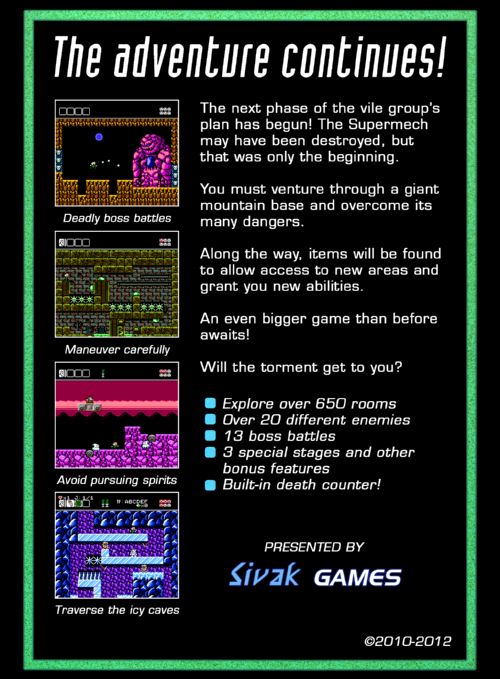 The adventure continues!
Deadly boss battles
Maneuver carefully
Avoid pursuing spirits
ABCDEF
Traverse the icy caves
The next phase of the vile group's
plan has begun! The Supermech
may have been destroyed, but
that was only the beginning.
You must venture through a giant
mountain base and overcome its
many dangers.
Along the way, items will be found
to allow access to new areas and
grant you new abilities.
An even bigger game than before
awaits!
Will the torment get to you?
Explore over 650 rooms
Over 20 different enemies
13 boss battles
3 special stages and other
bonus features
Built-in death counter!
PRESENTED BY
Sivak GAMES
©2010-2012